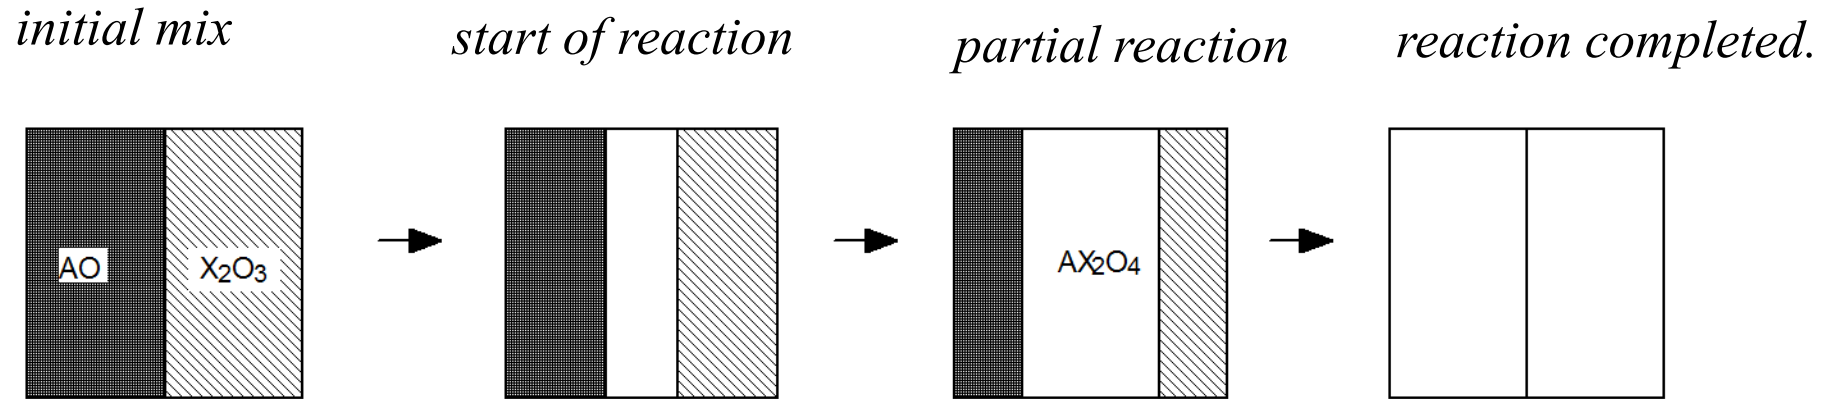 initial mix
start of reaction
partial reaction
reaction completed.
AO
X₂O₃
AX₂O₄